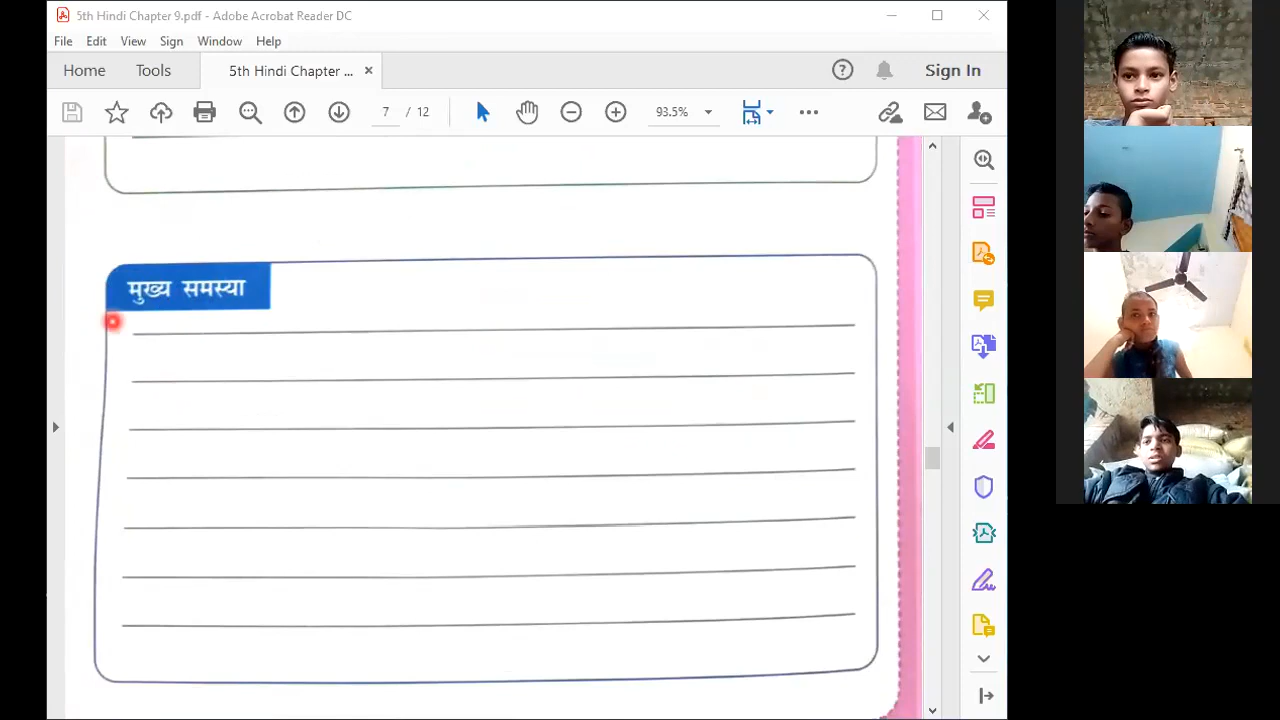 5th Hindi Chapter 9.pdf - Adobe Acrobat Reader DC
File Edit View Sign Window Help
Home Tools 5th Hindi Chapter ... Sign In
7 / 12 93.5%
मुख्य समस्या